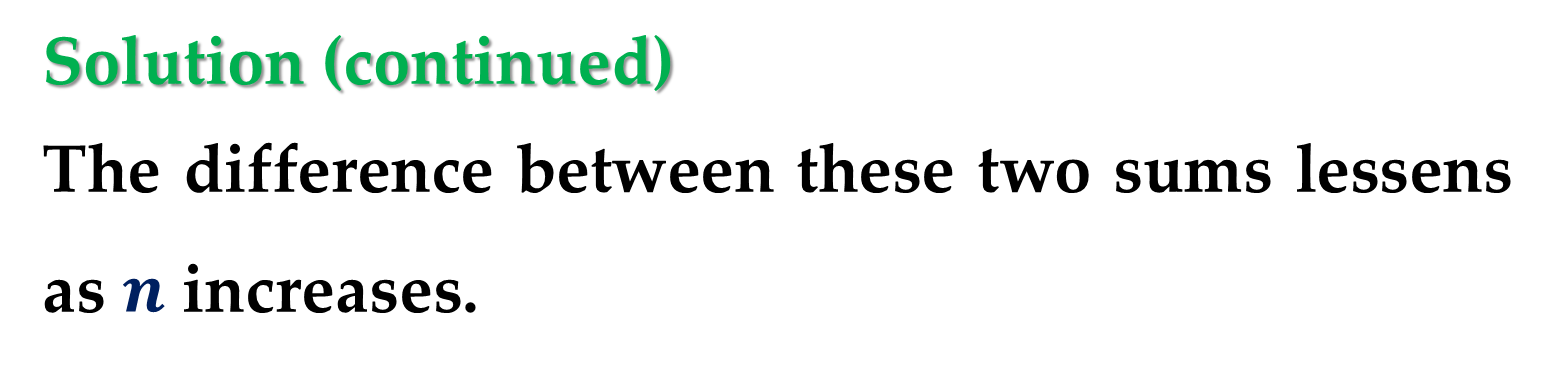 Solution (continued)
The difference between these two sums lessens
as n increases.